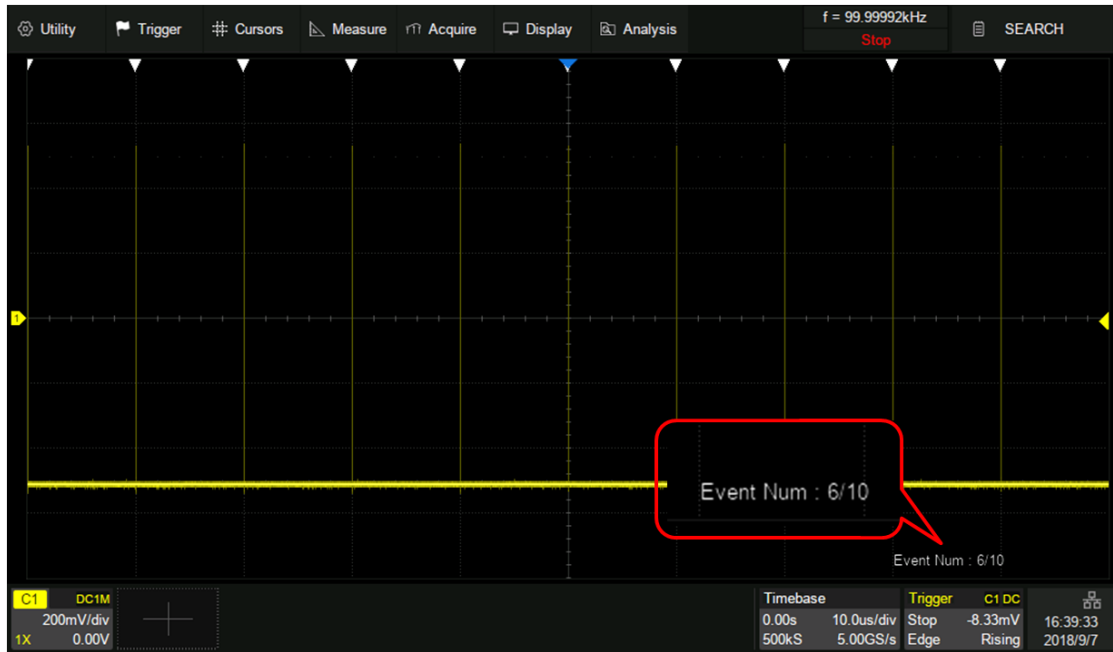 Utility Trigger Cursors Measure Acquire Display Analysis
f = 99.99992kHz
Stop
SEARCH
1
Event Num : 6/10
Event Num : 6/10
C1 DC1M
200mV/div
1X 0.00V
Timebase
0.00s 10.0us/div
500kS 5.00GS/s
Trigger C1 DC
Stop -8.33mV
Edge Rising
16:39:33
2018/9/7